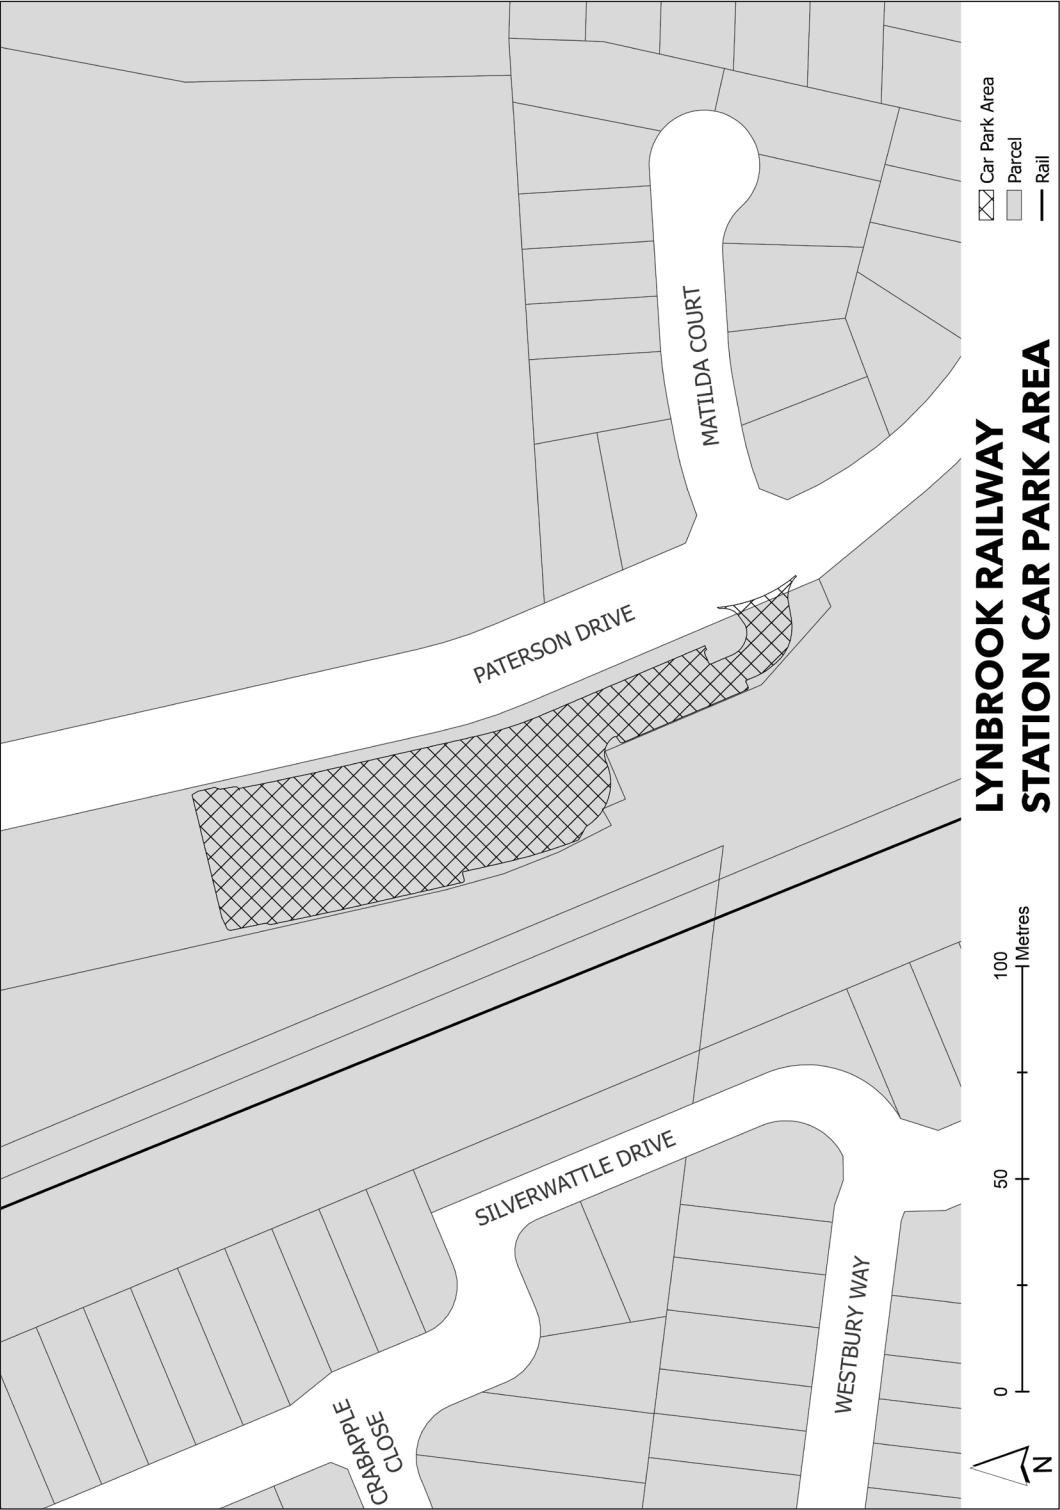 MATILDA COURT
PATERSON DRIVE
SILVERWATTLE DRIVE
CRABAPPLE
CLOSE
WESTBURY WAY
N
0 50 100
Metres
LYNBROOK RAILWAY
STATION CAR PARK AREA
Car Park Area
Parcel
Rail